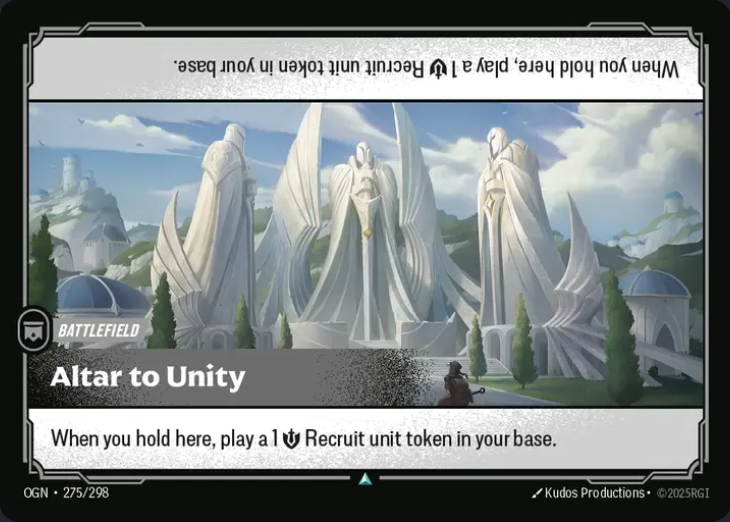 When you hold here, play a 1 Recruit unit token in your base.
BATTLEFIELD
Altar to Unity
When you hold here, play a 1 Recruit unit token in your base.
OGN • 275/298
Kudos Productions • ©2025RGI